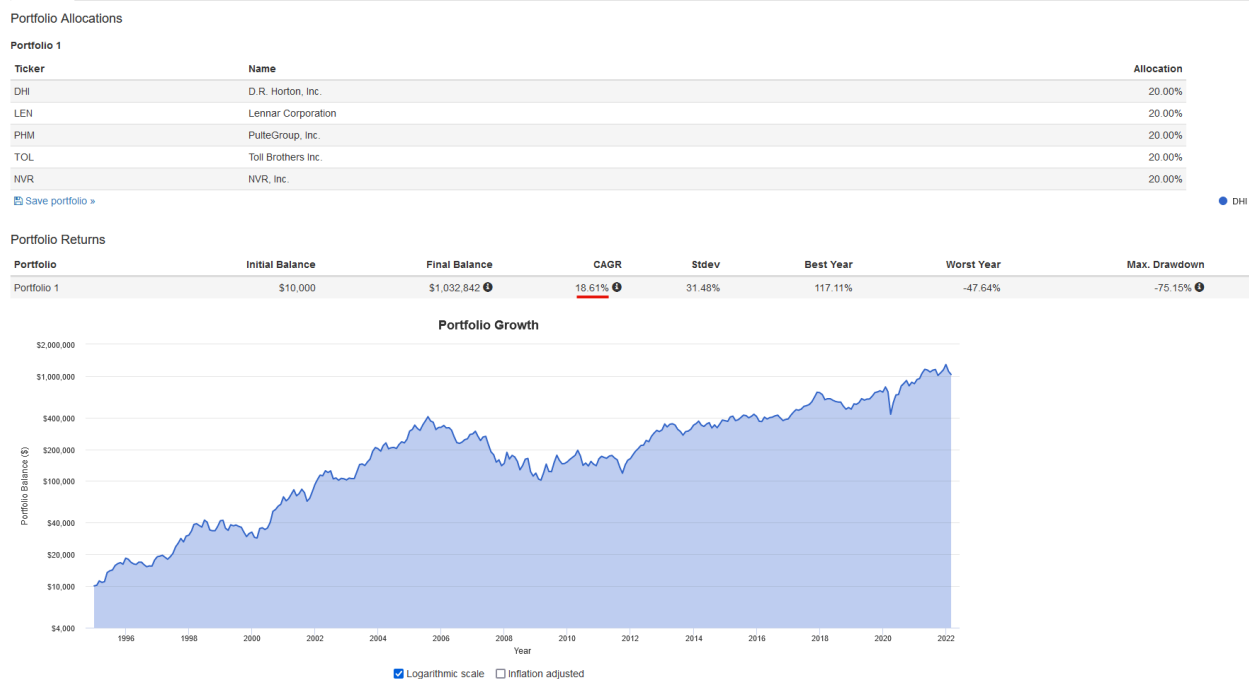 Portfolio Allocations
Portfolio 1
Ticker Name Allocation
DHI D.R. Horton, Inc. 20.00%
LEN Lennar Corporation 20.00%
PHM PulteGroup, Inc. 20.00%
TOL Toll Brothers Inc. 20.00%
NVR NVR, Inc. 20.00%
Save portfolio »
DHI
Portfolio Returns
Portfolio Initial Balance Final Balance CAGR Stdev Best Year Worst Year Max. Drawdown
Portfolio 1 $10,000 $1,032,842 18.61% 31.48% 117.11% -47.64% -75.15%
Portfolio Growth
$2,000,000
$1,000,000
$400,000
$200,000
$100,000
$40,000
$20,000
$10,000
$4,000
Portfolio Balance ($)
1996 1998 2000 2002 2004 2006 2008 2010 2012 2014 2016 2018 2020 2022
Year
Logarithmic scale Inflation adjusted